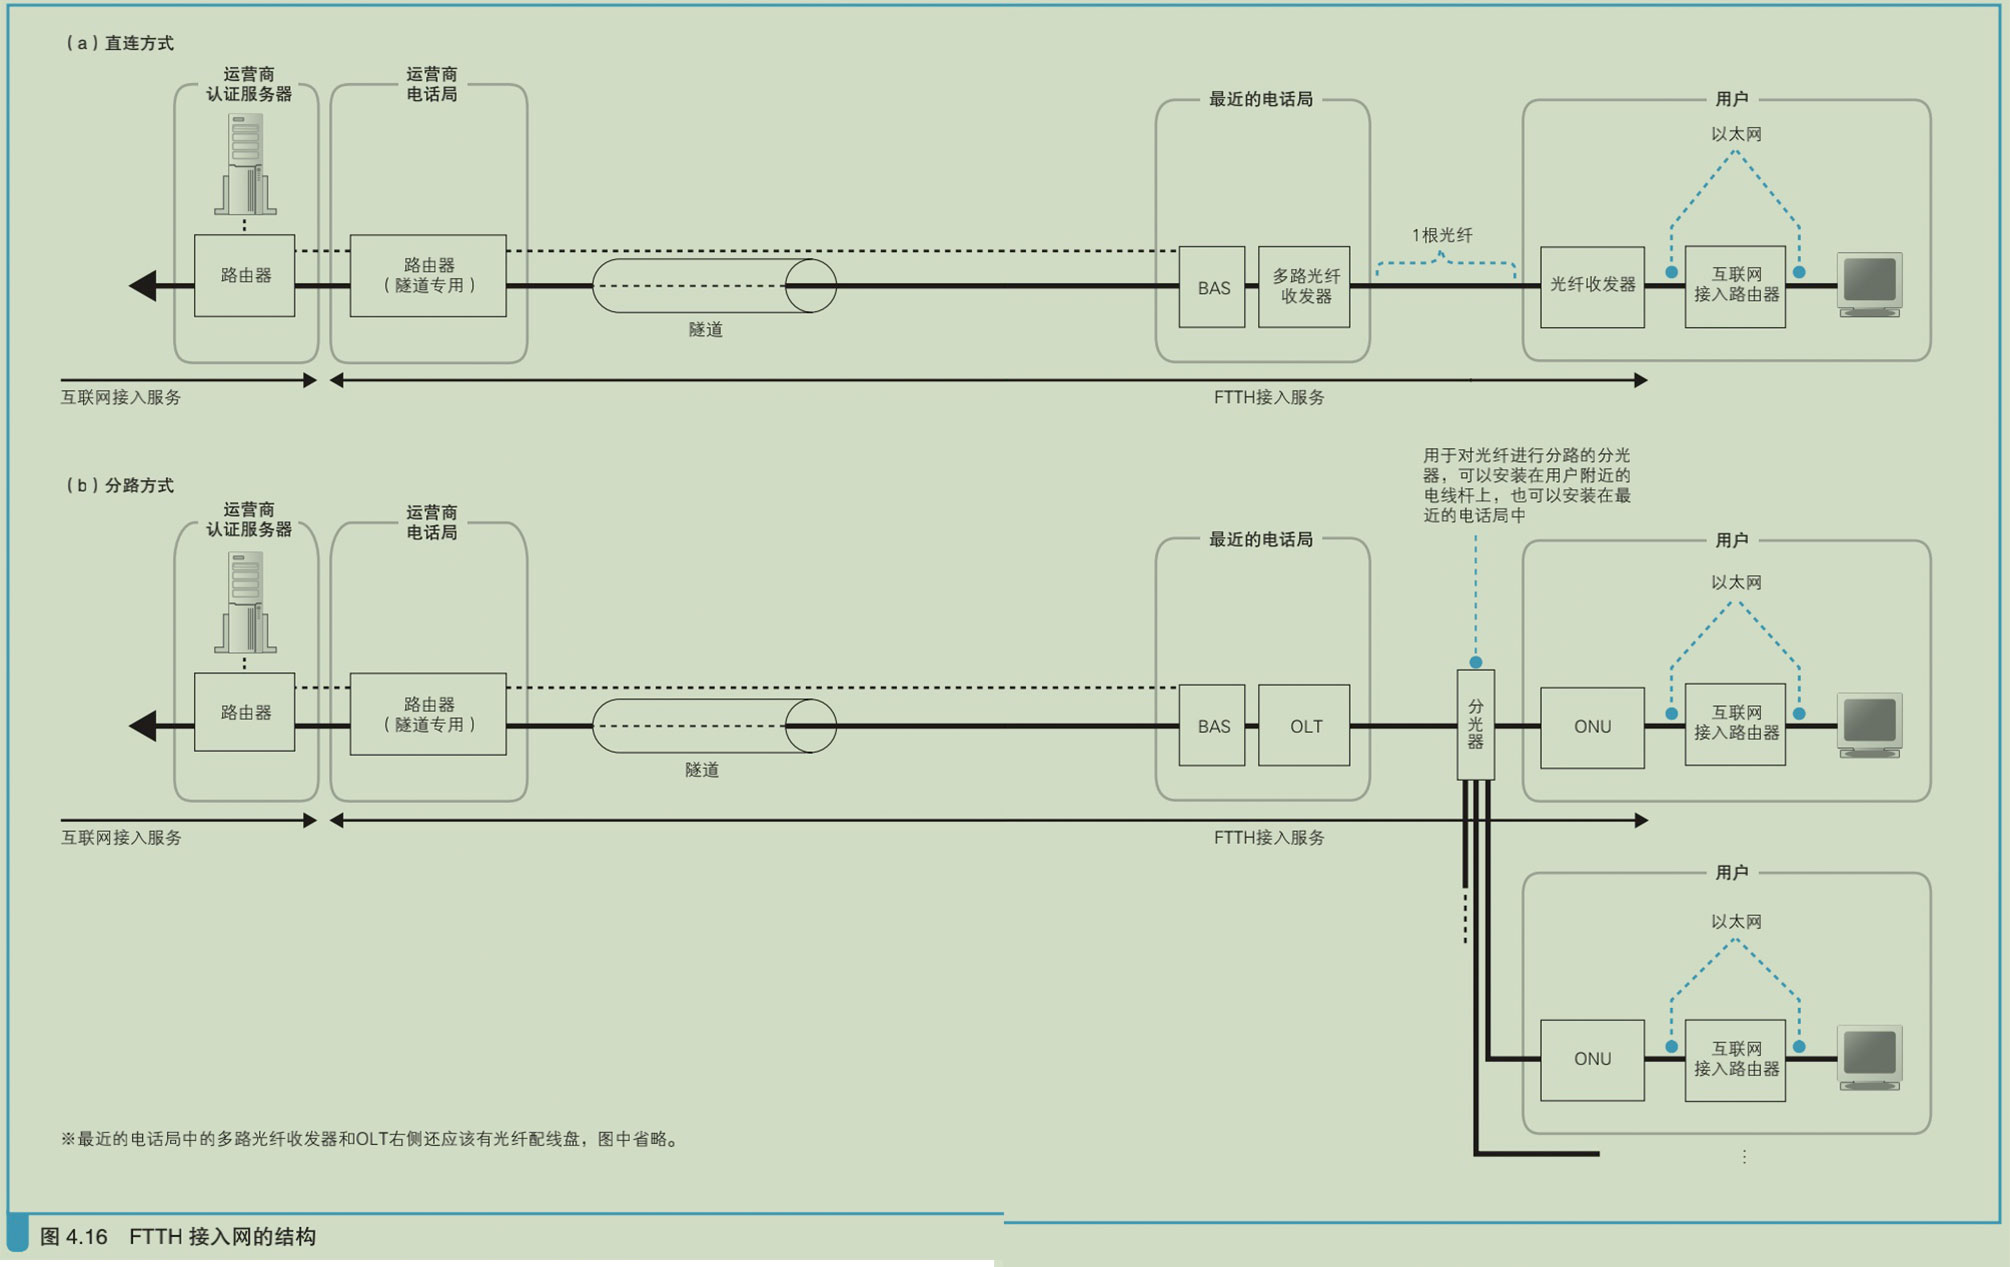 （a）直连方式
运营商
认证服务器
运营商
电话局
最近的电话局
用户
以太网
1根光纤
路由器
路由器
（隧道专用）
隧道
BAS
多路光纤
收发器
光纤收发器
互联网
接入路由器
互联网接入服务
FTTH接入服务
用于对光纤进行分路的分光
器，可以安装在用户附近的
电线杆上，也可以安装在最
近的电话局中
（b）分路方式
运营商
认证服务器
运营商
电话局
最近的电话局
用户
以太网
路由器
路由器
（隧道专用）
隧道
BAS
OLT
分光器
ONU
互联网
接入路由器
互联网接入服务
FTTH接入服务
用户
以太网
ONU
互联网
接入路由器
⋮
※最近的电话局中的多路光纤收发器和OLT右侧还应该有光纤配线盘，图中省略。
图 4.16 FTTH 接入网的结构